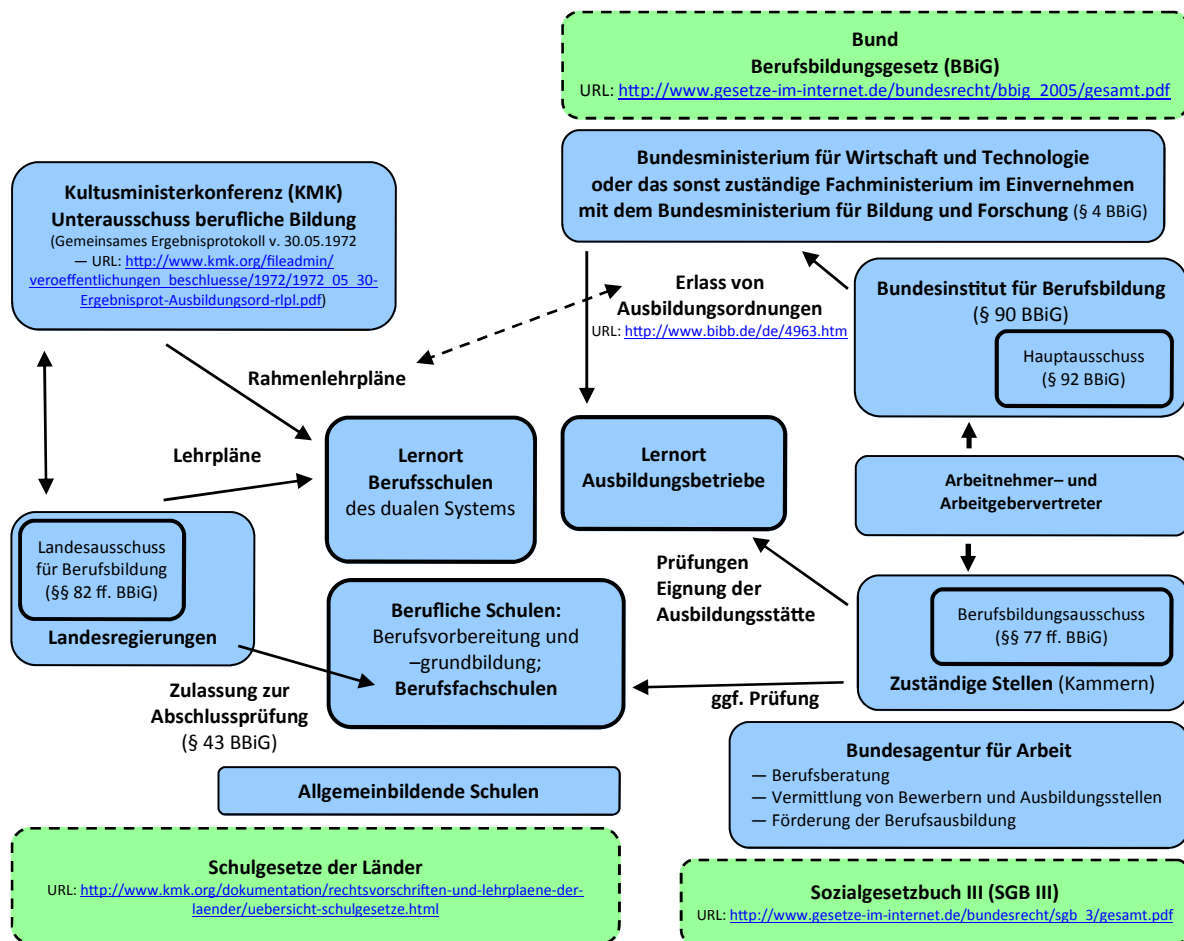 Bund
Berufsbildungsgesetz (BBiG)
URL: http://www.gesetze-im-internet.de/bundesrecht/bbig_2005/gesamt.pdf
Bundesministerium für Wirtschaft und Technologie
oder das sonst zuständige Fachministerium im Einvernehmen
mit dem Bundesministerium für Bildung und Forschung (§ 4 BBiG)
Kultusministerkonferenz (KMK)
Unterausschuss berufliche Bildung
(Gemeinsames Ergebnisprotokoll v. 30.05.1972
— URL: http://www.kmk.org/fileadmin/
veroeffentlichungen_beschluesse/1972/1972_05_30-
Ergebnisprot-Ausbildungsord-rlpl.pdf)
Erlass von
Ausbildungsordnungen
URL: http://www.bibb.de/de/4963.htm
Bundesinstitut für Berufsbildung
(§ 90 BBiG)
Hauptausschuss
(§ 92 BBiG)
Rahmenlehrpläne
Lehrpläne
Lernort
Berufsschulen
des dualen Systems
Lernort
Ausbildungsbetriebe
Arbeitnehmer– und
Arbeitgebervertreter
Landesausschuss
für Berufsbildung
(§§ 82 ff. BBiG)
Landesregierungen
Prüfungen
Eignung der
Ausbildungsstätte
Berufliche Schulen:
Berufsvorbereitung und
–grundbildung;
Berufsfachschulen
Berufsbildungsausschuss
(§§ 77 ff. BBiG)
Zuständige Stellen (Kammern)
Zulassung zur
Abschlussprüfung
(§ 43 BBiG)
ggf. Prüfung
Bundesagentur für Arbeit
— Berufsberatung
— Vermittlung von Bewerbern und Ausbildungsstellen
— Förderung der Berufsausbildung
Allgemeinbildende Schulen
Schulgesetze der Länder
URL: http://www.kmk.org/dokumentation/rechtsvorschriften-und-lehrplaene-der-
laender/uebersicht-schulgesetze.html
Sozialgesetzbuch III (SGB III)
URL: http://www.gesetze-im-internet.de/bundesrecht/sgb_3/gesamt.pdf